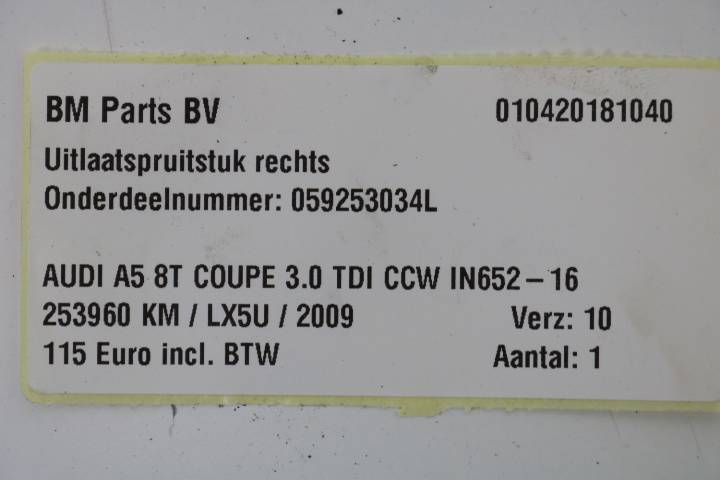 BM Parts BV 010420181040
Uitlaatspruitstuk rechts
Onderdeelnummer: 059253034L
AUDI A5 8T COUPE 3.0 TDI CCW IN652-16
253960 KM / LX5U / 2009 Verz: 10
115 Euro incl. BTW Aantal: 1